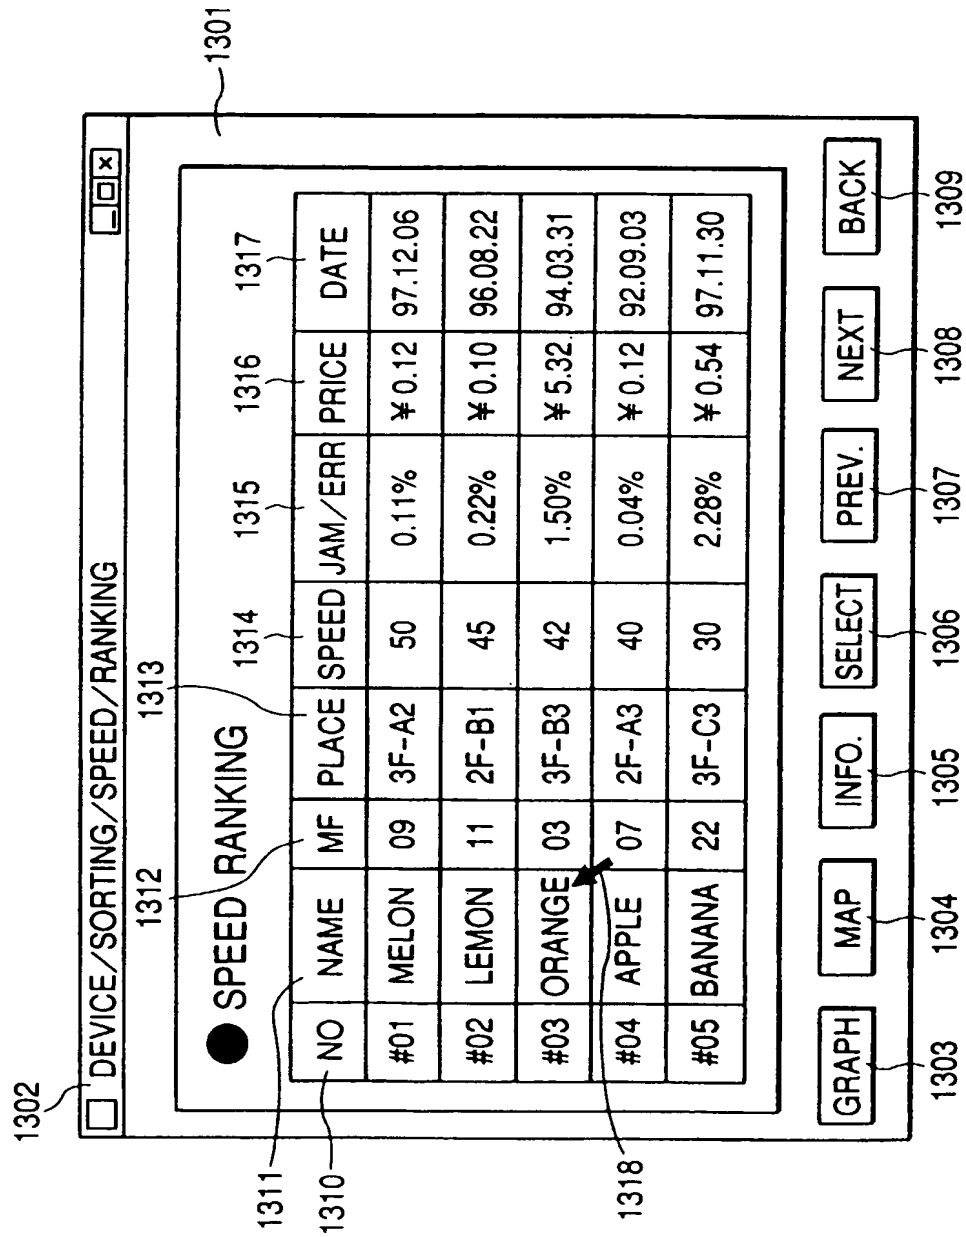 1301
1302
DEVICE/SORTING/SPEED/RANKING
SPEED RANKING
1312 1313 1314 1315 1316 1317
1311
1310
NO NAME MF PLACE SPEED JAM/ERR PRICE DATE
#01 MELON 09 3F-A2 50 0.11% ¥0.12 97.12.06
#02 LEMON 11 2F-B1 45 0.22% ¥0.10 96.08.22
#03 ORANGE 03 3F-B3 42 1.50% ¥5.32 94.03.31
#04 APPLE 07 2F-A3 40 0.04% ¥0.12 92.09.03
#05 BANANA 22 3F-C3 30 2.28% ¥0.54 97.11.30
1318
GRAPH MAP INFO. SELECT PREV. NEXT BACK
1303 1304 1305 1306 1307 1308 1309